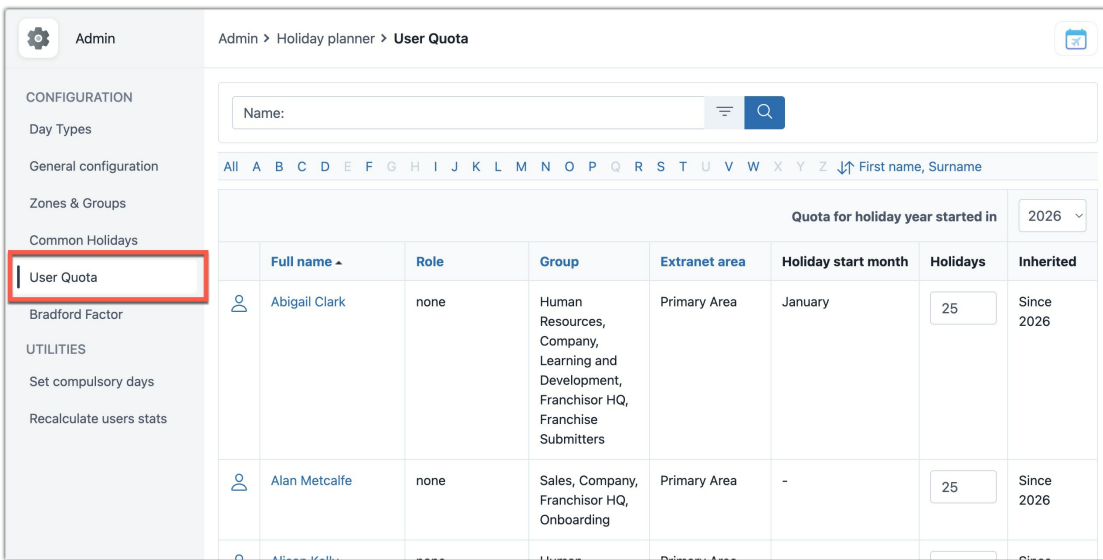 Admin
Admin > Holiday planner > User Quota
CONFIGURATION
Day Types
General configuration
Zones & Groups
Common Holidays
User Quota
Bradford Factor
UTILITIES
Set compulsory days
Recalculate users stats
Name:
All A B C D E F G H I J K L M N O P Q R S T U V W X Y Z First name, Surname
Quota for holiday year started in 2026
Full name Role Group Extranet area Holiday start month Holidays Inherited
Abigail Clark none Human Primary Area January 25 Since
Resources, 2026
Company,
Learning and
Development,
Franchisor HQ,
Franchise
Submitters
Alan Metcalfe none Sales, Company, Primary Area - 25 Since
Franchisor HQ, 2026
Onboarding